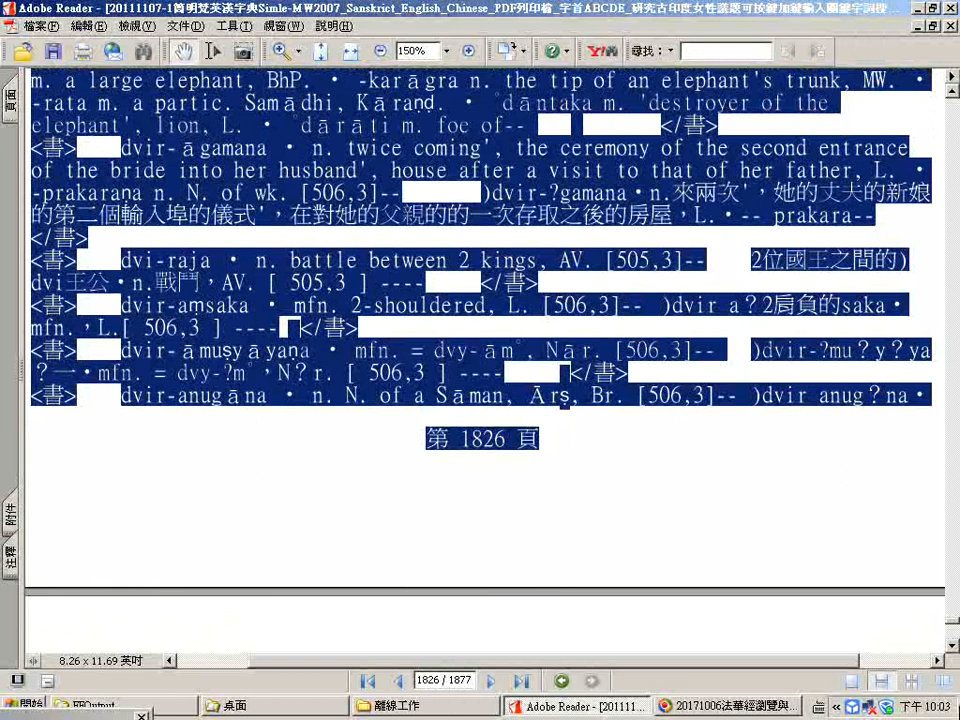 Adobe Reader - [20111107-1簡明梵英漢字典Simle-MW2007_Sanskrict_English_Chinese_PDF列印檔_字首ABCDE_研究古印度女性議題可按鍵加鍵輸入關鍵字詞搜
檔案(F) 編輯(E) 檢視(V) 文件(D) 工具(T) 視窗(W) 說明(H)
150% 尋找：
頁面
m. a large elephant, BhP. • -karāgra n. the tip of an elephant's trunk, MW. •
-rata m. a partic. Samādhi, Kāraṇḍ. • °dāntaka m. 'destroyer of the
elephant', lion, L. • °dārāti m. foe of-- </書>
<書> dvir-āgamana • n. twice coming', the ceremony of the second entrance
of the bride into her husband', house after a visit to that of her father, L. •
-prakaraṇa n. N. of wk. [506,3]-- )dvir-?gamana•n.來兩次'，她的丈夫的新娘
的第二個輸入埠的儀式'，在對她的父親的的一次存取之後的房屋，L.•-- prakara--
</書>
<書> dvi-raja • n. battle between 2 kings, AV. [505,3]-- 2位國王之間的)
dvi王公•n.戰鬥，AV. [ 505,3 ] ---- </書>
<書> dvir-aṃsaka • mfn. 2-shouldered, L. [506,3]-- )dvir a？2肩負的saka•
mfn.，L.[ 506,3 ] ---- </書>
<書> dvir-āmuṣyāyaṇa • mfn. = dvy-ām°, Nār. [506,3]-- )dvir-?mu？y？ya
？一•mfn. = dvy-?m°，N？r. [ 506,3 ] ---- </書>
<書> dvir-anugāna • n. N. of a Sāman, Ārṣ, Br. [506,3]-- )dvir anug？na•
第 1826 頁
附件
注釋
8.26 x 11.69 英吋
1826 / 1877
開始 FFOutput 桌面 離線工作 Adobe Reader - [201... 20171006法華經瀏覽與... 下午 10:03